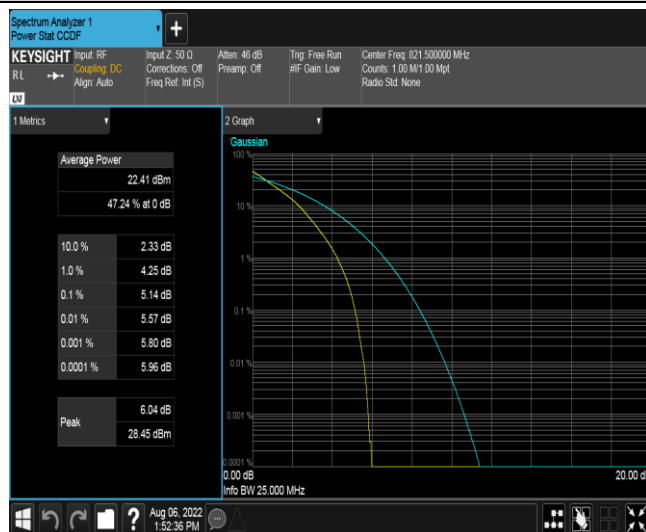 Spectrum Analyzer 1
Power Stat CCDF
+
KEYSIGHT Input: RF Input Z: 50 Ω Atten: 46 dB Trig: Free Run Center Freq: 821.500000 MHz
RL Coupling: DC Corrections: Off Preamp: Off #IF Gain: Low Counts: 1.00 M/1.00 Mpt
Align: Auto Freq Ref: Int (S) Radio Std: None
LXI
1 Metrics
2 Graph
Average Power
22.41 dBm
47.24 % at 0 dB
10.0 % 2.33 dB
1.0 % 4.25 dB
0.1 % 5.14 dB
0.01 % 5.57 dB
0.001 % 5.80 dB
0.0001 % 5.96 dB
Peak
6.04 dB
28.45 dBm
Gaussian
100 %
10 %
1 %
0.1 %
0.01 %
0.001 %
0.0001 %
0.00 dB 20.00 d
Info BW 25.000 MHz
? Aug 06, 2022
1:52:36 PM